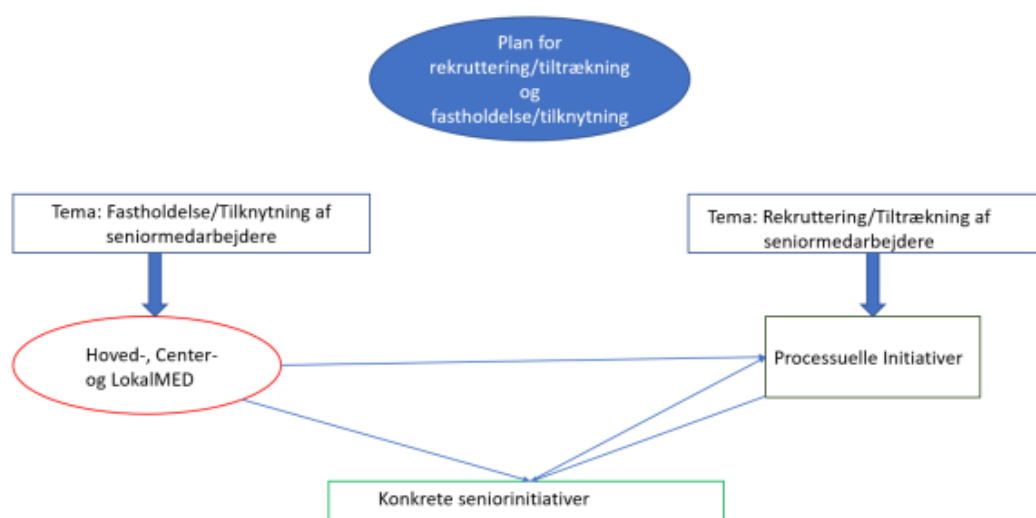 Plan for
rekruttering/tiltrækning
og
fastholdelse/tilknytning
Tema: Fastholdelse/Tilknytning af
seniormedarbejdere
Tema: Rekruttering/Tiltrækning af
seniormedarbejdere
Hoved-, Center-
og LokalMED
Processuelle Initiativer
Konkrete seniorinitiativer